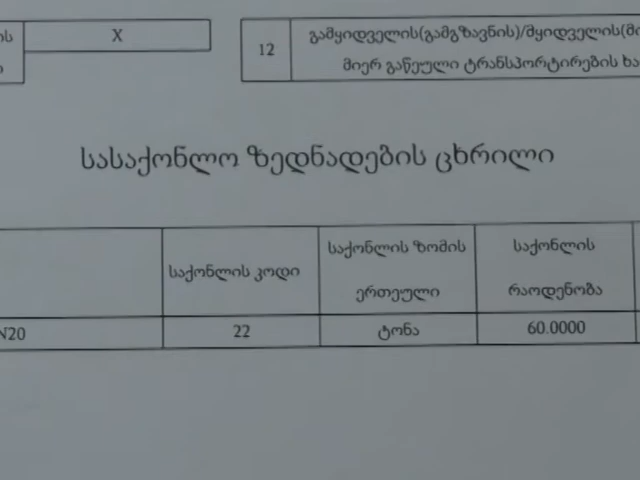 X
12
გამყიდველის(გამგზავნის)/მყიდველის(მი
მიერ გაწეული ტრანსპორტირების ხა
სასაქონლო ზედნადების ცხრილი
საქონლის კოდი
საქონლის ზომის
ერთეული
საქონლის
რაოდენობა
N20
22
ტონა
60.0000